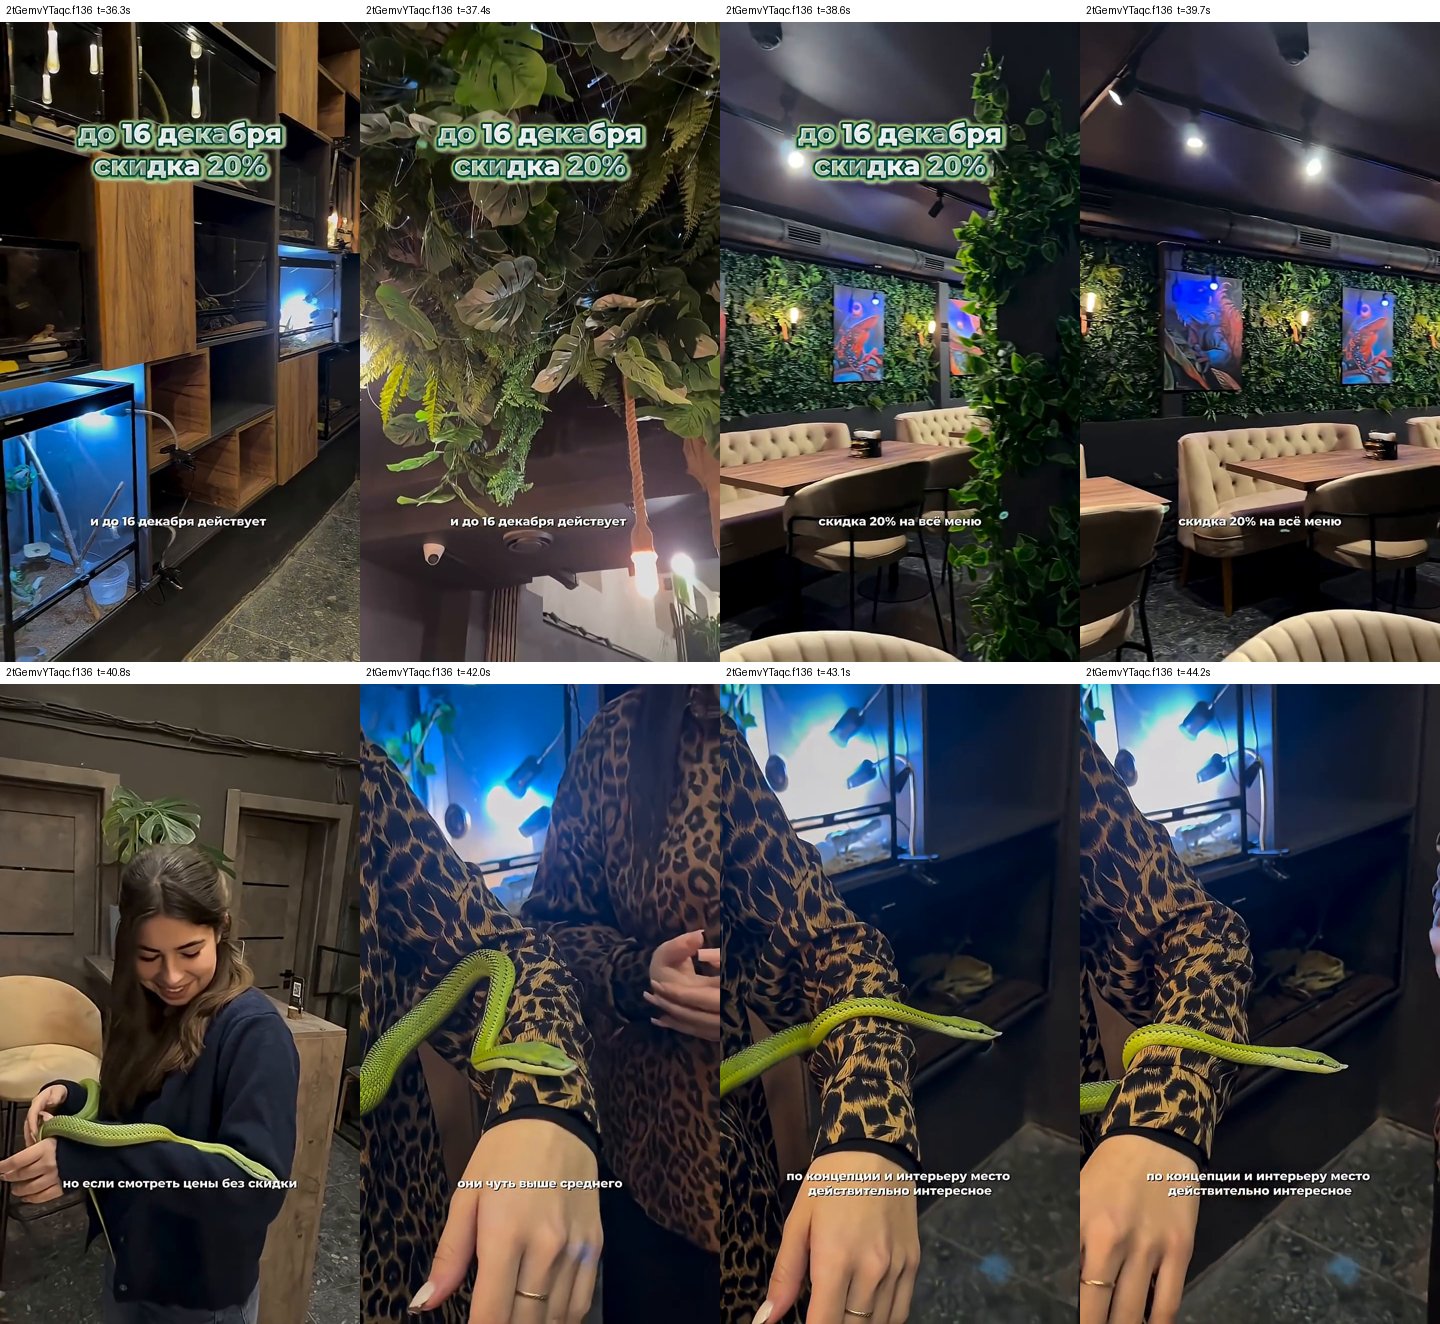 2tGemvYTaqc.f136 t=36.3s
до 16 декабря
скидка 20%
и до 16 декабря действует
2tGemvYTaqc.f136 t=37.4s
до 16 декабря
скидка 20%
и до 16 декабря действует
2tGemvYTaqc.f136 t=38.6s
до 16 декабря
скидка 20%
скидка 20% на всё меню
2tGemvYTaqc.f136 t=39.7s
скидка 20% на всё меню
2tGemvYTaqc.f136 t=40.8s
но если смотреть цены без скидки
2tGemvYTaqc.f136 t=42.0s
они чуть выше среднего
2tGemvYTaqc.f136 t=43.1s
по концепции и интерьеру место
действительно интересное
2tGemvYTaqc.f136 t=44.2s
по концепции и интерьеру место
действительно интересное